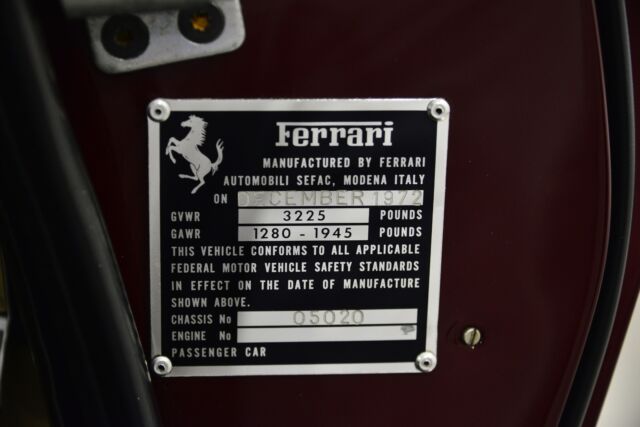 Ferrari
MANUFACTURED BY FERRARI
AUTOMOBILI SEFAC, MODENA ITALY
ON DECEMBER 1972
GVWR 3225 POUNDS
GAWR 1280 - 1945 POUNDS
THIS VEHICLE CONFORMS TO ALL APPLICABLE
FEDERAL MOTOR VEHICLE SAFETY STANDARDS
IN EFFECT ON THE DATE OF MANUFACTURE
SHOWN ABOVE.
CHASSIS No 05020
ENGINE No
PASSENGER CAR